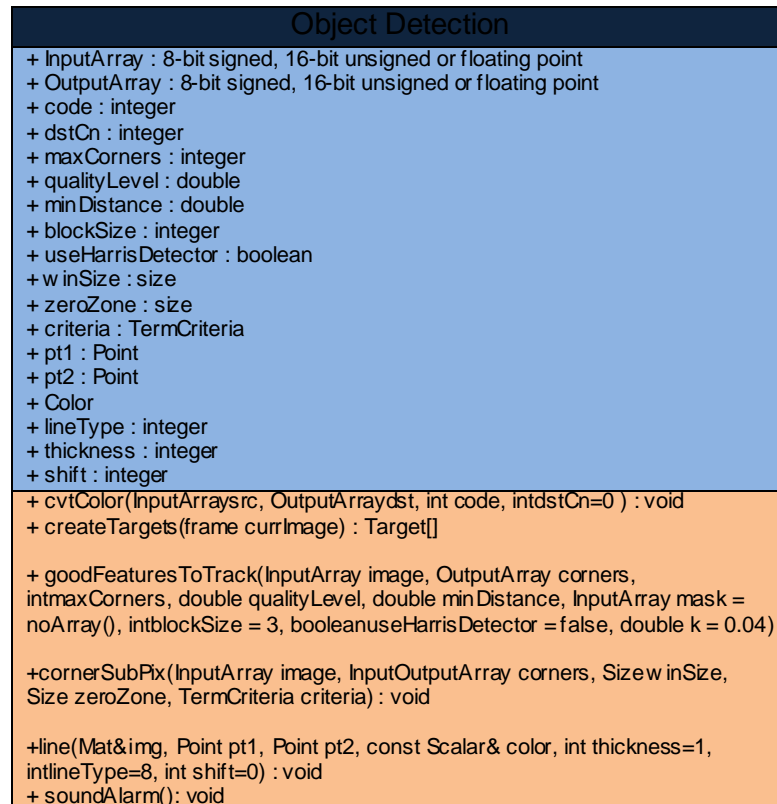 Object Detection
+ InputArray : 8-bit signed, 16-bit unsigned or floating point
+ OutputArray : 8-bit signed, 16-bit unsigned or floating point
+ code : integer
+ dstCn : integer
+ maxCorners : integer
+ qualityLevel : double
+ minDistance : double
+ blockSize : integer
+ useHarrisDetector : boolean
+ winSize : size
+ zeroZone : size
+ criteria : TermCriteria
+ pt1 : Point
+ pt2 : Point
+ Color
+ lineType : integer
+ thickness : integer
+ shift : integer
+ cvtColor(InputArraysrc, OutputArraydst, int code, intdstCn=0 ) : void
+ createTargets(frame currImage) : Target[]
+ goodFeaturesToTrack(InputArray image, OutputArray corners,
intmaxCorners, double qualityLevel, double minDistance, InputArray mask =
noArray(), intblockSize = 3, booleanuseHarrisDetector = false, double k = 0.04)
+cornerSubPix(InputArray image, InputOutputArray corners, SizewinSize,
Size zeroZone, TermCriteria criteria) : void
+line(Mat&img, Point pt1, Point pt2, const Scalar& color, int thickness=1,
intlineType=8, int shift=0) : void
+ soundAlarm(): void